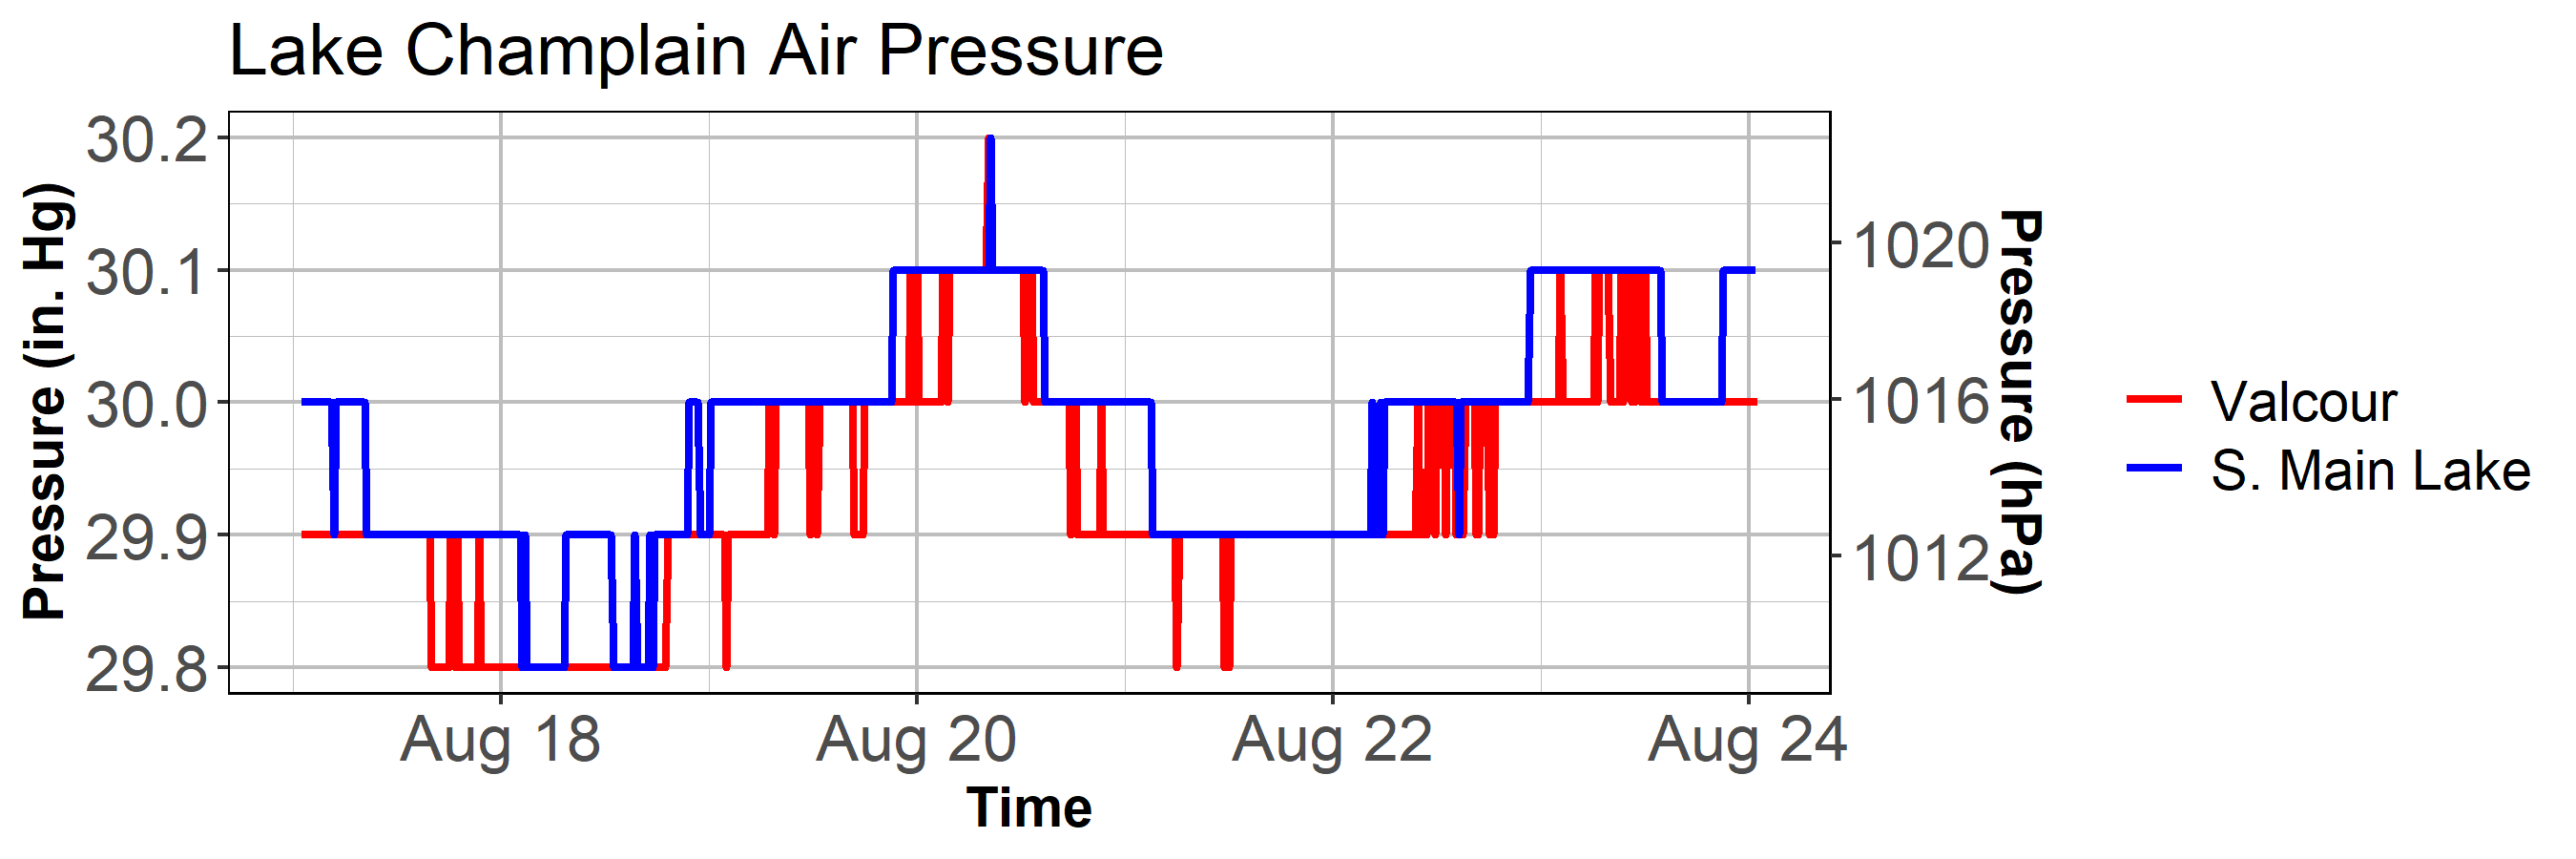 Lake Champlain Air Pressure
Pressure (in. Hg)
30.2
30.1
30.0
29.9
29.8
1020
1016
1012
Pressure (hPa)
Valcour
S. Main Lake
Aug 18 Aug 20 Aug 22 Aug 24
Time